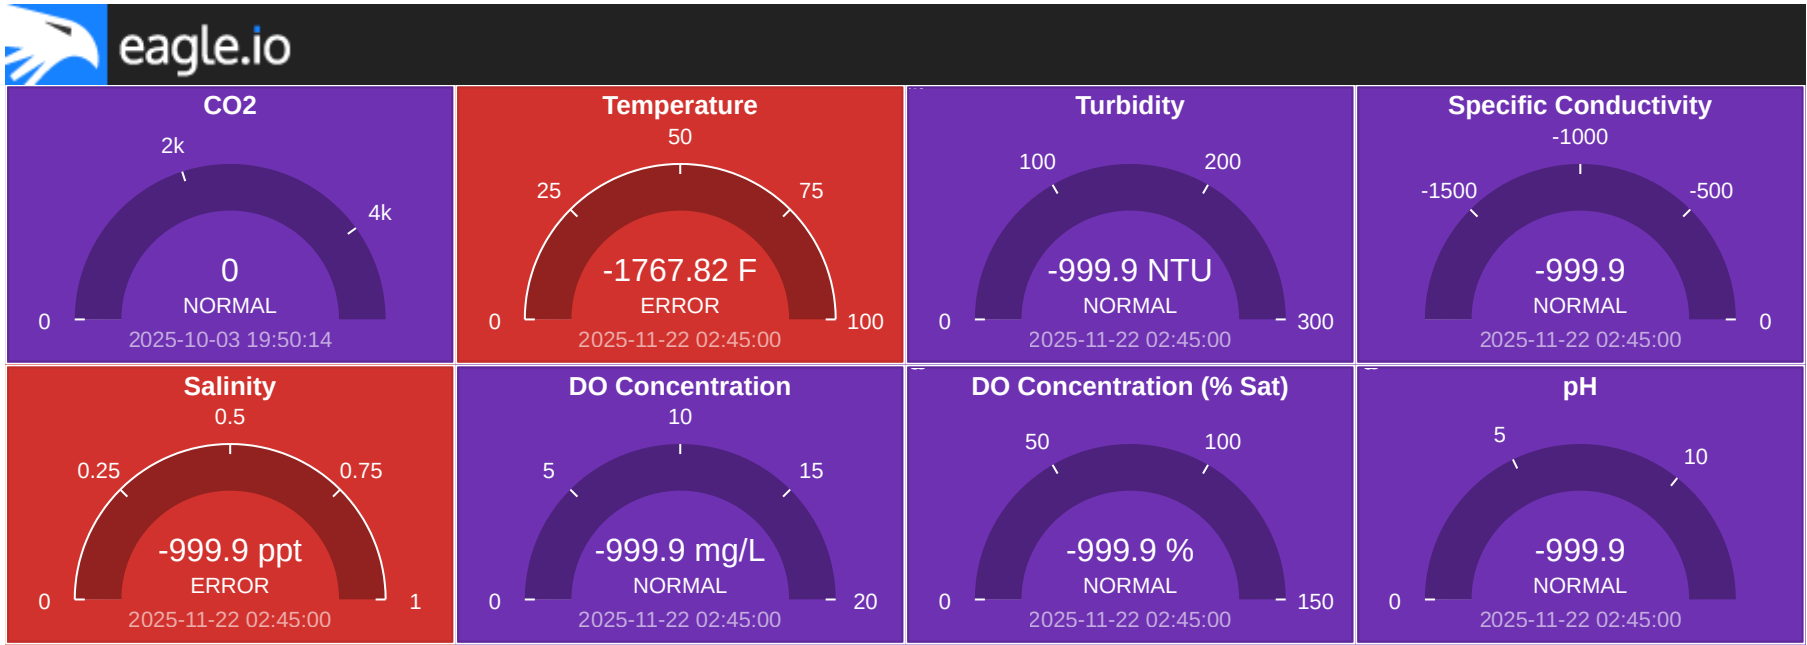 eagle.io
CO2
2k
4k
0
NORMAL
0
2025-10-03 19:50:14
Temperature
50
25
75
-1767.82 F
ERROR
0
100
2025-11-22 02:45:00
Turbidity
100
200
-999.9 NTU
NORMAL
0
300
2025-11-22 02:45:00
Specific Conductivity
-1000
-1500
-500
-999.9
NORMAL
0
2025-11-22 02:45:00
Salinity
0.5
0.25
0.75
-999.9 ppt
ERROR
0
1
2025-11-22 02:45:00
DO Concentration
10
5
15
-999.9 mg/L
NORMAL
0
20
2025-11-22 02:45:00
DO Concentration (% Sat)
50
100
-999.9 %
NORMAL
0
150
2025-11-22 02:45:00
pH
5
10
-999.9
NORMAL
0
2025-11-22 02:45:00